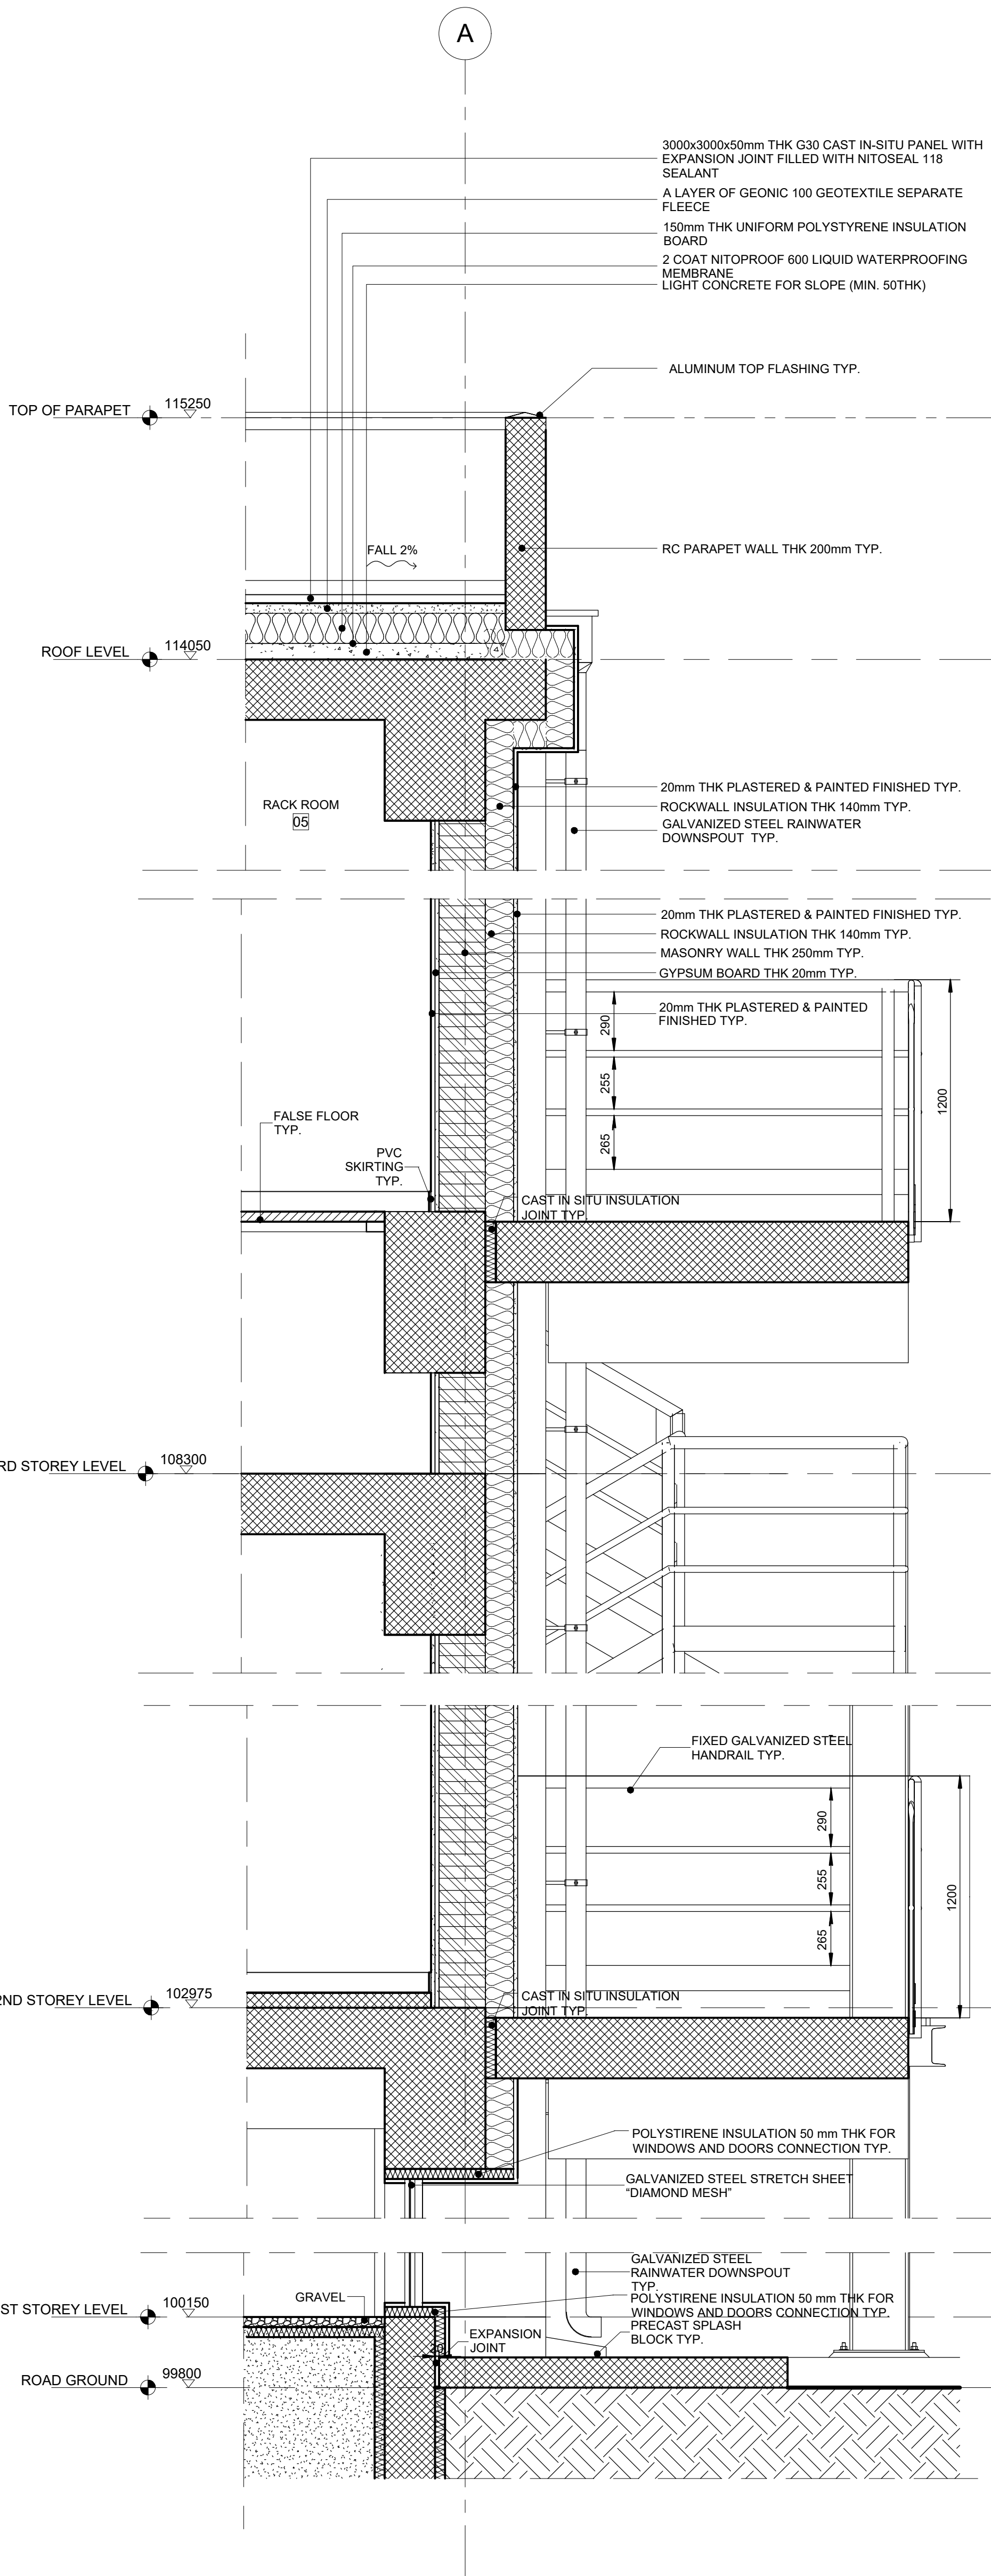 A
3000x3000x50mm THK G30 CAST IN-SITU PANEL WITH
EXPANSION JOINT FILLED WITH NITOSEAL 118
SEALANT
A LAYER OF GEONIC 100 GEOTEXTILE SEPARATE
FLEECE
150mm THK UNIFORM POLYSTYRENE INSULATION
BOARD
2 COAT NITOPROOF 600 LIQUID WATERPROOFING
MEMBRANE
LIGHT CONCRETE FOR SLOPE (MIN. 50THK)
ALUMINUM TOP FLASHING TYP.
TOP OF PARAPET
115250
FALL 2%
RC PARAPET WALL THK 200mm TYP.
ROOF LEVEL
114050
RACK ROOM
05
20mm THK PLASTERED & PAINTED FINISHED TYP.
ROCKWALL INSULATION THK 140mm TYP.
GALVANIZED STEEL RAINWATER
DOWNSPOUT TYP.
20mm THK PLASTERED & PAINTED FINISHED TYP.
ROCKWALL INSULATION THK 140mm TYP.
MASONRY WALL THK 250mm TYP.
GYPSUM BOARD THK 20mm TYP.
20mm THK PLASTERED & PAINTED
FINISHED TYP.
290
255
265
1200
FALSE FLOOR
TYP.
PVC
SKIRTING
TYP.
CAST IN SITU INSULATION
JOINT TYP.
RD STOREY LEVEL
108300
FIXED GALVANIZED STEEL
HANDRAIL TYP.
290
255
265
1200
2ND STOREY LEVEL
102975
CAST IN SITU INSULATION
JOINT TYP.
POLYSTIRENE INSULATION 50 mm THK FOR
WINDOWS AND DOORS CONNECTION TYP.
GALVANIZED STEEL STRETCH SHEET
“DIAMOND MESH”
GALVANIZED STEEL
RAINWATER DOWNSPOUT
TYP.
GRAVEL
POLYSTIRENE INSULATION 50 mm THK FOR
WINDOWS AND DOORS CONNECTION TYP.
ST STOREY LEVEL
100150
PRECAST SPLASH
BLOCK TYP.
EXPANSION
JOINT
20
ROAD GROUND
99800